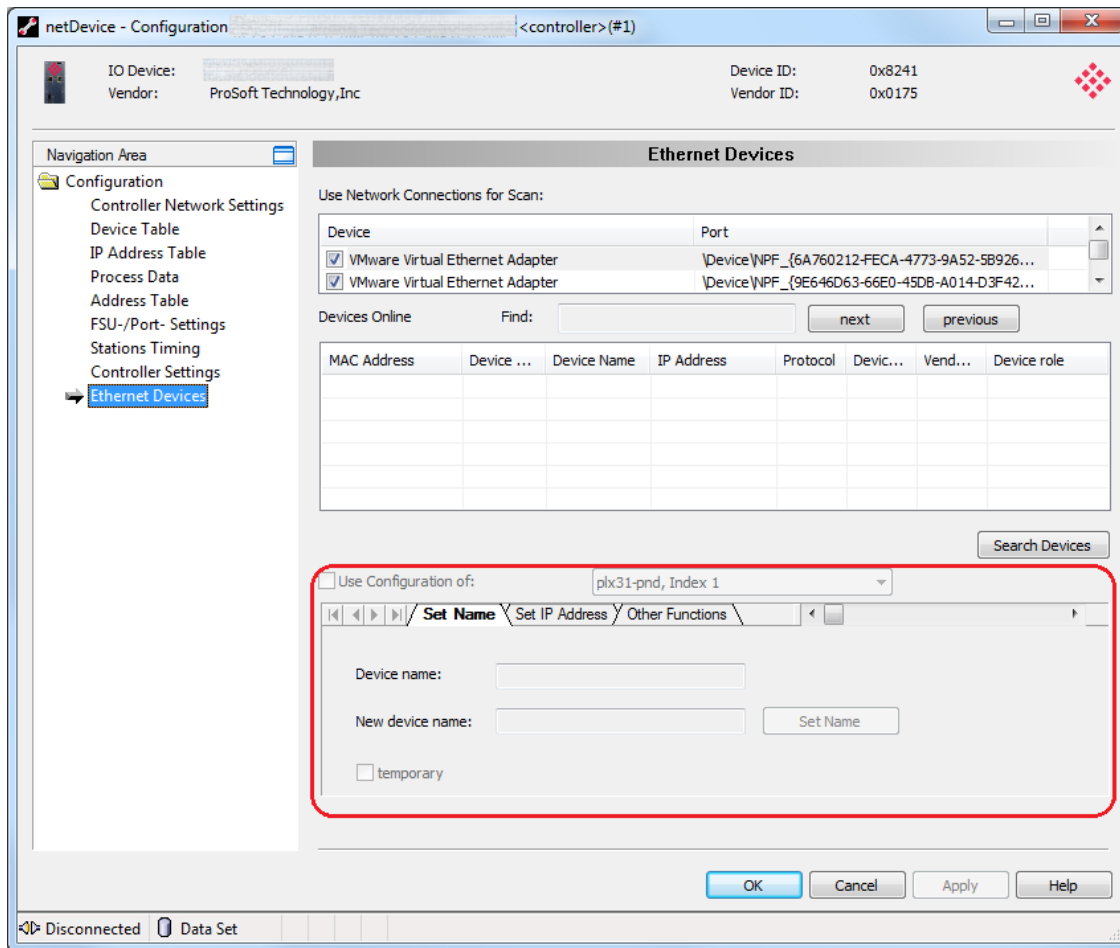 netDevice - Configuration <controller>(#1)
IO Device: Device ID: 0x8241
Vendor: ProSoft Technology,Inc Vendor ID: 0x0175
Navigation Area
Configuration
Controller Network Settings
Device Table
IP Address Table
Process Data
Address Table
FSU-/Port- Settings
Stations Timing
Controller Settings
Ethernet Devices
Ethernet Devices
Use Network Connections for Scan:
Device Port
VMware Virtual Ethernet Adapter \Device\NPF_{6A760212-FECA-4773-9A52-5B926...
VMware Virtual Ethernet Adapter \Device\NPF_{9E646D63-66E0-45DB-A014-D3F42...
Devices Online Find: next previous
MAC Address Device ... Device Name IP Address Protocol Devic... Vend... Device role
Search Devices
Use Configuration of: plx31-pnd, Index 1
Set Name Set IP Address Other Functions
Device name:
New device name: Set Name
temporary
OK Cancel Apply Help
Disconnected Data Set